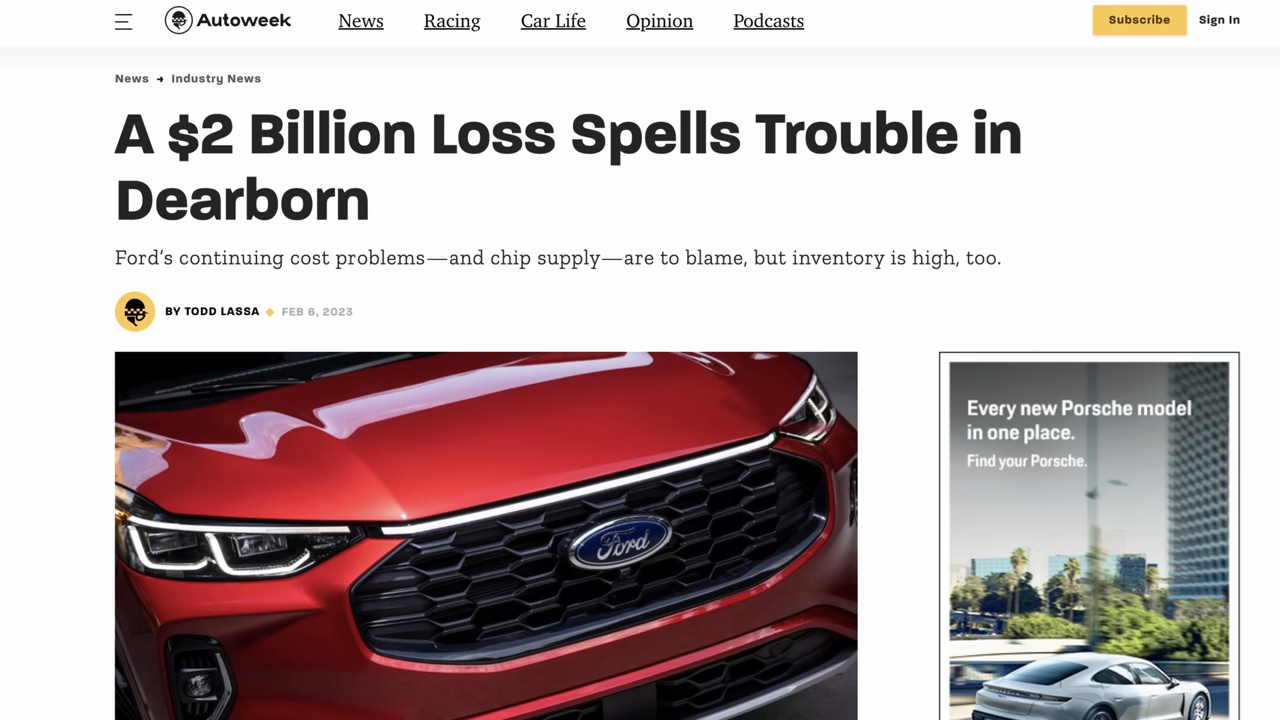 Autoweek
News
Racing
Car Life
Opinion
Podcasts
Subscribe
Sign In
News → Industry News
A $2 Billion Loss Spells Trouble in
Dearborn
Ford’s continuing cost problems—and chip supply—are to blame, but inventory is high, too.
BY TODD LASSA ◆ FEB 6, 2023
Ford
Every new Porsche model
in one place.
Find your Porsche.